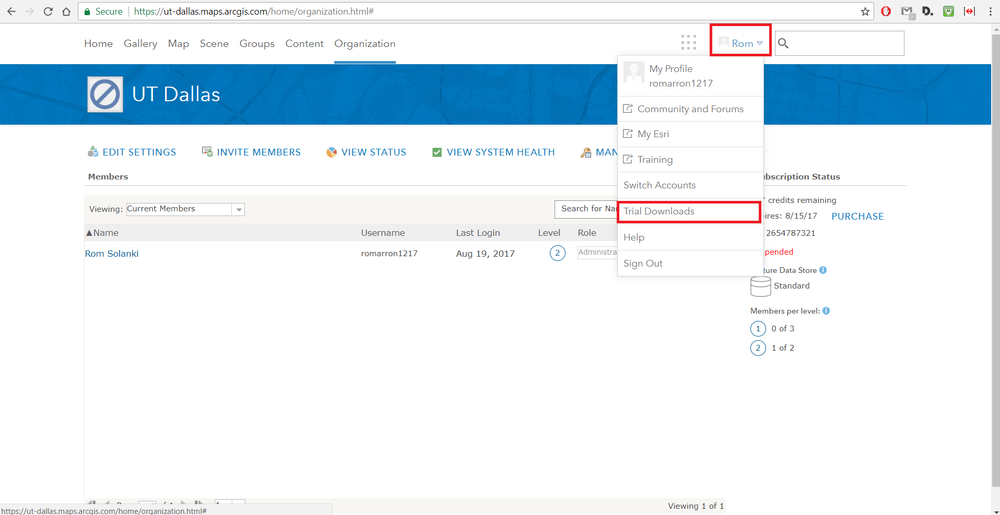 Secure https://ut-dallas.maps.arcgis.com/home/organization.html#
Home Gallery Map Scene Groups Content Organization
Rom
My Profile
romarron1217
UT Dallas
Community and Forums
My Esri
Training
Switch Accounts
Trial Downloads
Help
Sign Out
EDIT SETTINGS INVITE MEMBERS VIEW STATUS VIEW SYSTEM HEALTH MAN
Members
Viewing: Current Members
Search for Na
▲Name Username Last Login Level Role
Rom Solanki romarron1217 Aug 19, 2017 2 Administra
bscription Status
credits remaining
ires: 8/15/17 PURCHASE
2654787321
pended
ture Data Store
Standard
Members per level:
1 0 of 3
2 1 of 2
of 1
Viewing 1 of 1
https://ut-dallas.maps.arcgis.com/home/organization.html#